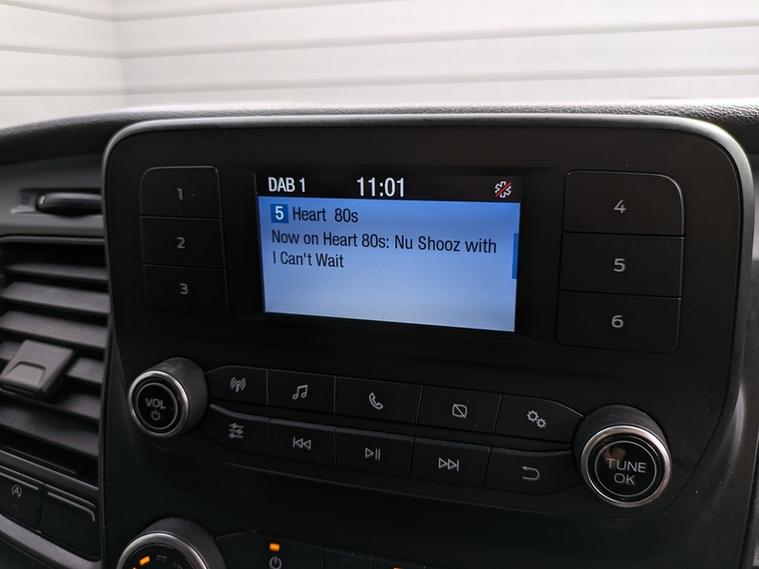 DAB 1 11:01
5 Heart 80s
Now on Heart 80s: Nu Shooz with
I Can't Wait
1
2
3
4
5
6
VOL
TUNE
OK
A